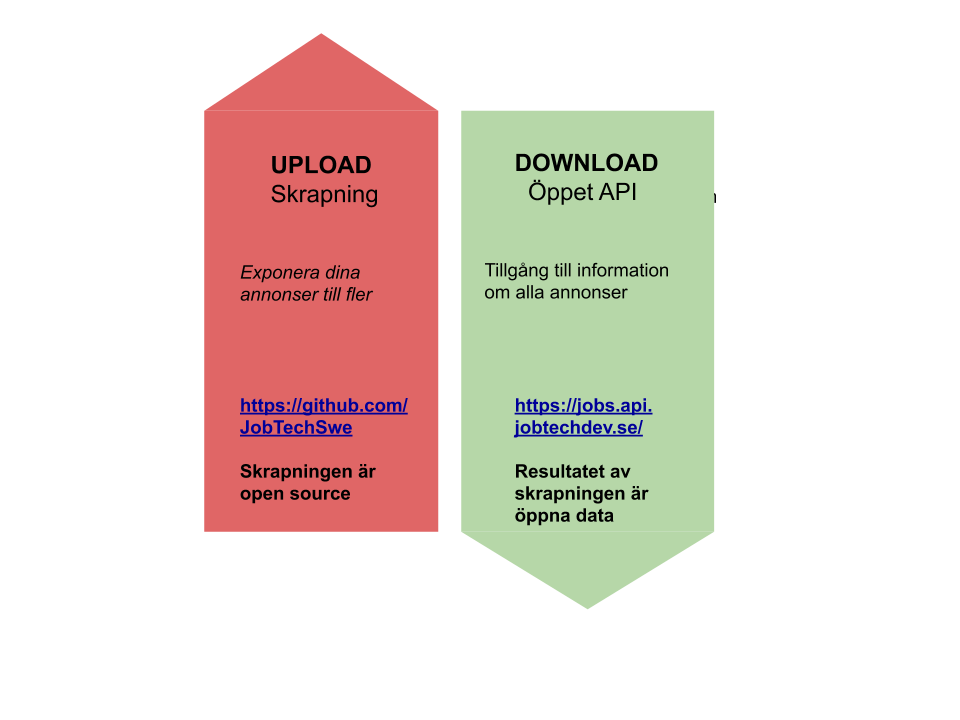 UPLOAD
Skrapning
Exponera dina
annonser till fler
https://github.com/
JobTechSwe
Skrapningen är
open source
DOWNLOAD
Öppet API
Tillgång till information
om alla annonser
https://jobs.api.
jobtechdev.se/
Resultatet av
skrapningen är
öppna data